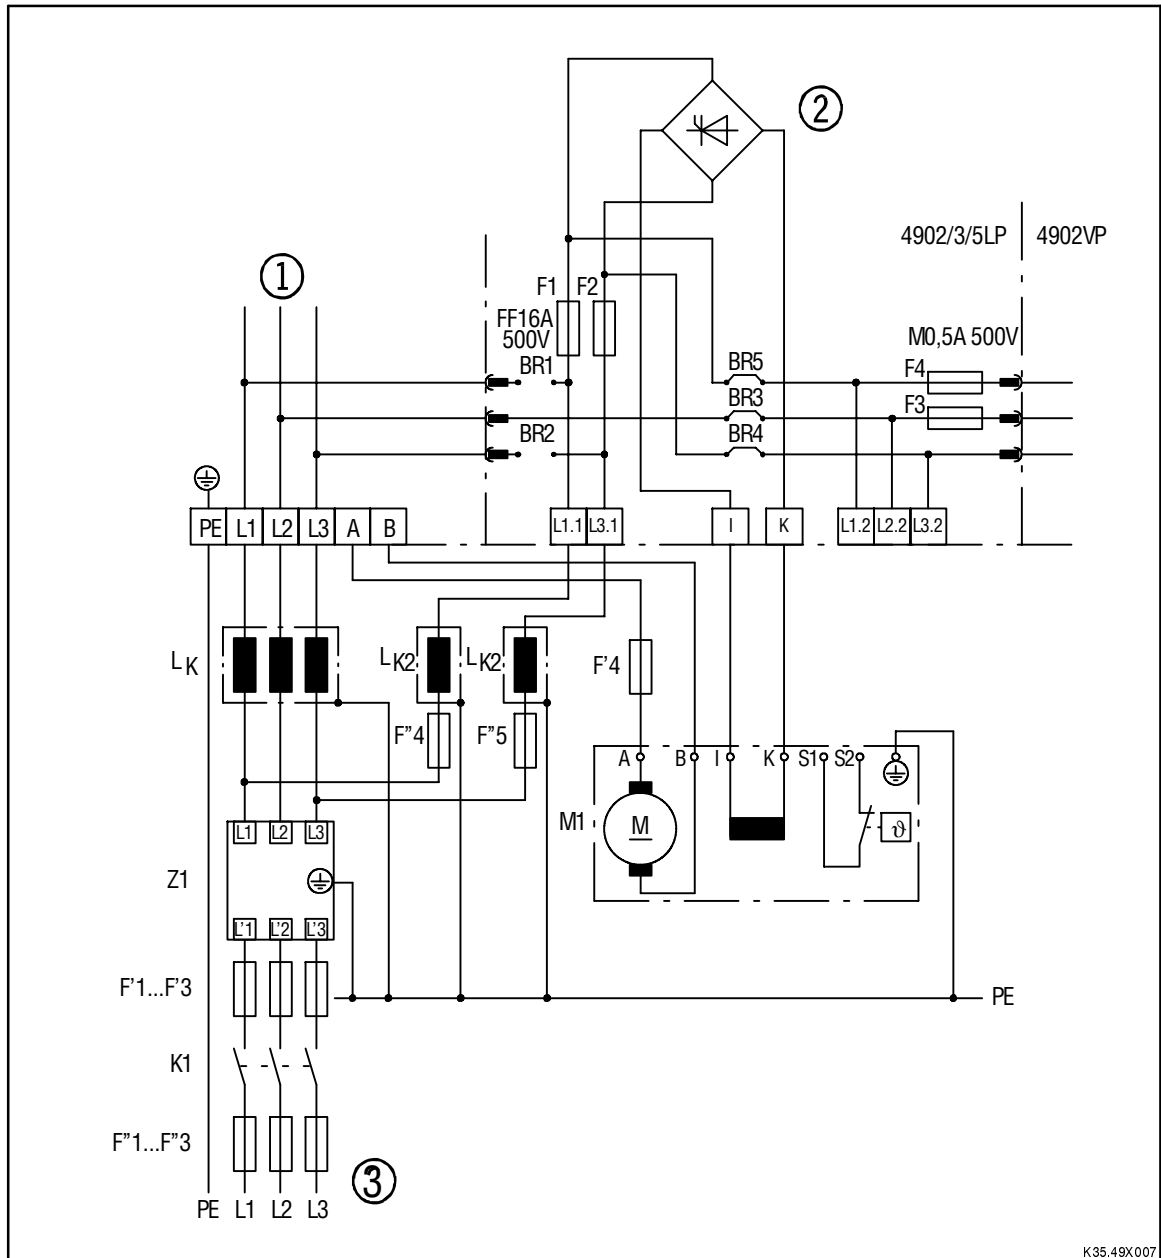 ②
4902/3/5LP 4902VP
①
F1 F2
FF16A
500V
M0,5A 500V
BR1 BR5 F4
BR3 F3
BR2 BR4
PE L1 L2 L3 A B L1.1 L3.1 I K L1.2 L2.2 L3.2
LK LK2 LK2 F'4
F"4 F"5
A B I K S1 S2
M1 M ϑ
L1 L2 L3
Z1
L'1 L'2 L'3
F'1...F'3
PE
K1
F"1...F"3
③
PE L1 L2 L3
K35.49X007